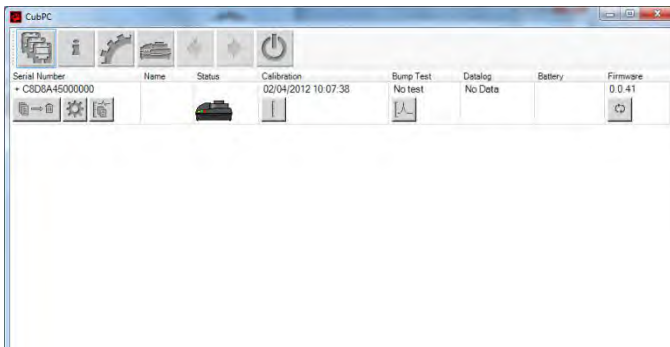 CubPC
Serial Number Name Status Calibration Bump Test Datalog Battery Firmware
+ C8D8A45000000 02/04/2012 10:07:38 No test No Data 0.0.41